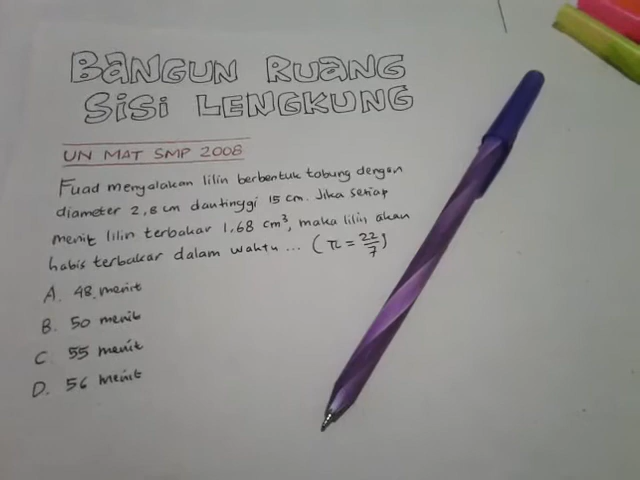 BANGUN RUANG
SISI LENGKUNG
UN MAT SMP 2008
Fuad menyalakan lilin berbentuk tabung dengan
diameter 2,8 cm dan tinggi 15 cm. Jika setiap
menit lilin terbakar 1,68 cm³, maka lilin akan
habis terbakar dalam waktu ... (π = 22/7)
A. 48 menit
B. 50 menit
C. 55 menit
D. 56 menit